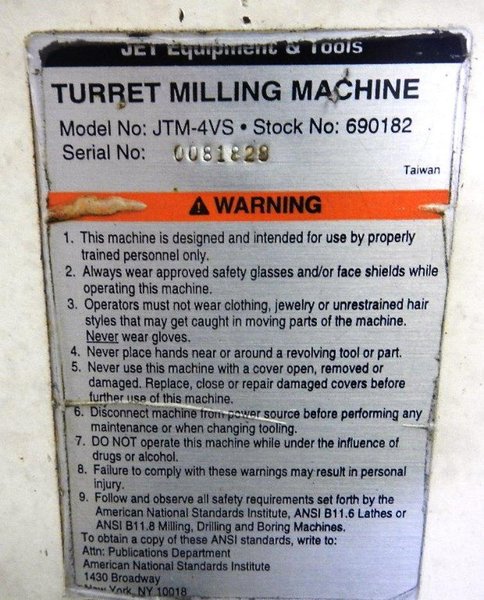 JET Equipment & Tools
TURRET MILLING MACHINE
Model No: JTM-4VS • Stock No: 690182
Serial No: 0081828
Taiwan
⚠ WARNING
1. This machine is designed and intended for use by properly
trained personnel only.
2. Always wear approved safety glasses and/or face shields while
operating this machine.
3. Operators must not wear clothing, jewelry or unrestrained hair
styles that may get caught in moving parts of the machine.
Never wear gloves.
4. Never place hands near or around a revolving tool or part.
5. Never use this machine with a cover open, removed or
damaged. Replace, close or repair damaged covers before
further use of this machine.
6. Disconnect machine from power source before performing any
maintenance or when changing tooling.
7. DO NOT operate this machine while under the influence of
drugs or alcohol.
8. Failure to comply with these warnings may result in personal
injury.
9. Follow and observe all safety requirements set forth by the
American National Standards Institute, ANSI B11.6 Lathes or
ANSI B11.8 Milling, Drilling and Boring Machines.
To obtain a copy of these ANSI standards, write to:
Attn: Publications Department
American National Standards Institute
1430 Broadway
New York, NY 10018